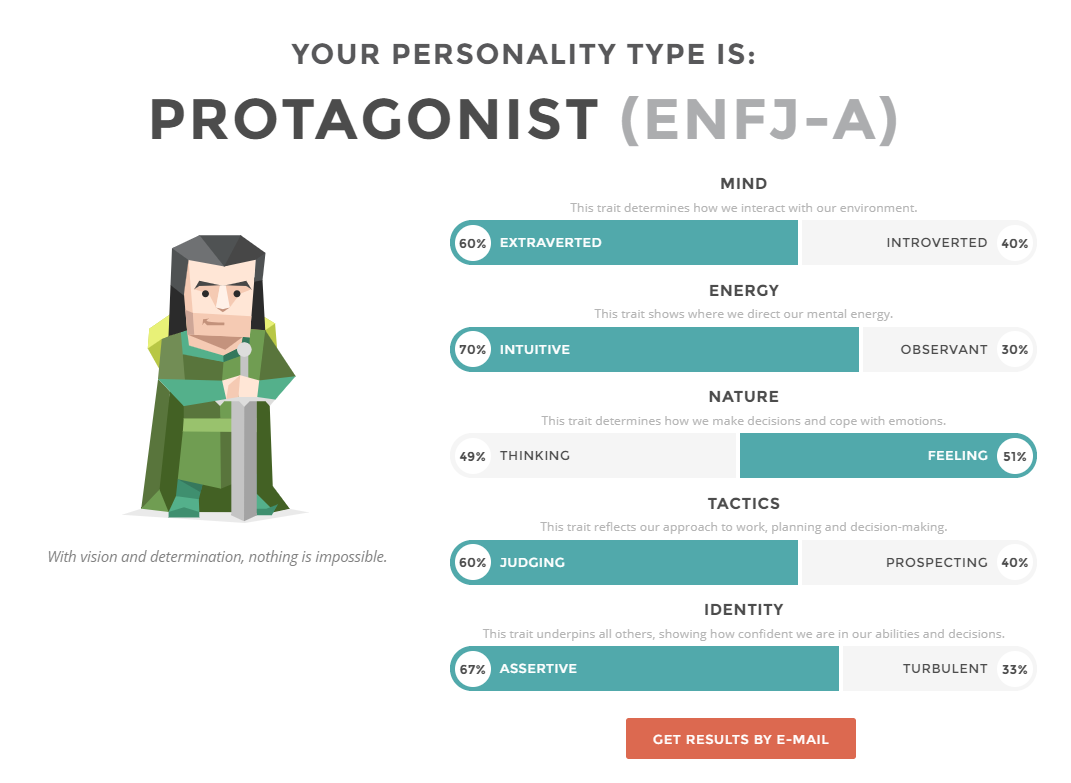 YOUR PERSONALITY TYPE IS:
PROTAGONIST (ENFJ-A)
MIND
This trait determines how we interact with our environment.
60% EXTRAVERTED INTROVERTED 40%
ENERGY
This trait shows where we direct our mental energy.
70% INTUITIVE OBSERVANT 30%
NATURE
This trait determines how we make decisions and cope with emotions.
49% THINKING FEELING 51%
TACTICS
This trait reflects our approach to work, planning and decision-making.
60% JUDGING PROSPECTING 40%
IDENTITY
This trait underpins all others, showing how confident we are in our abilities and decisions.
67% ASSERTIVE TURBULENT 33%
With vision and determination, nothing is impossible.
GET RESULTS BY E-MAIL